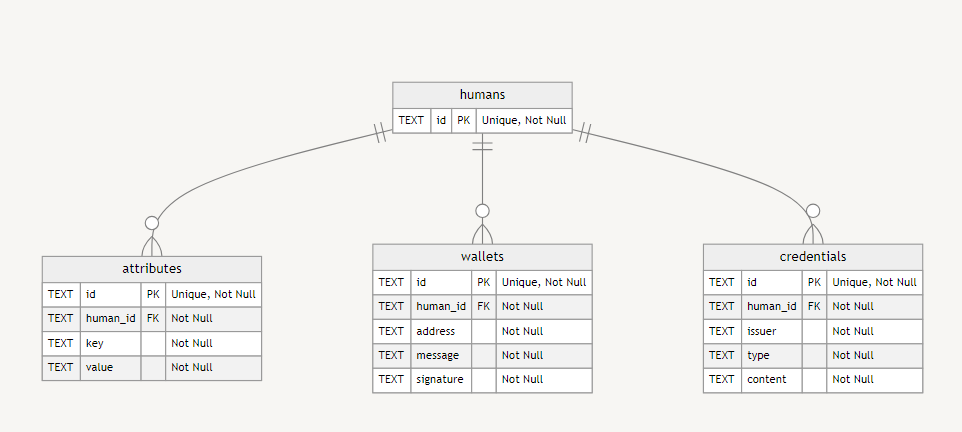 humans
TEXT id PK Unique, Not Null
attributes
TEXT id PK Unique, Not Null
TEXT human_id FK Not Null
TEXT key Not Null
TEXT value Not Null
wallets
TEXT id PK Unique, Not Null
TEXT human_id FK Not Null
TEXT address Not Null
TEXT message Not Null
TEXT signature Not Null
credentials
TEXT id PK Unique, Not Null
TEXT human_id FK Not Null
TEXT issuer Not Null
TEXT type Not Null
TEXT content Not Null